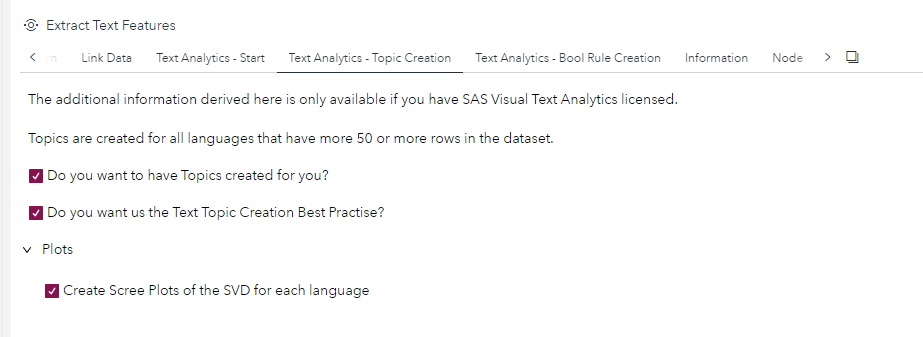 Extract Text Features
Link Data Text Analytics - Start Text Analytics - Topic Creation Text Analytics - Bool Rule Creation Information Node
The additional information derived here is only available if you have SAS Visual Text Analytics licensed.
Topics are created for all languages that have more 50 or more rows in the dataset.
Do you want to have Topics created for you?
Do you want us the Text Topic Creation Best Practise?
Plots
Create Scree Plots of the SVD for each language